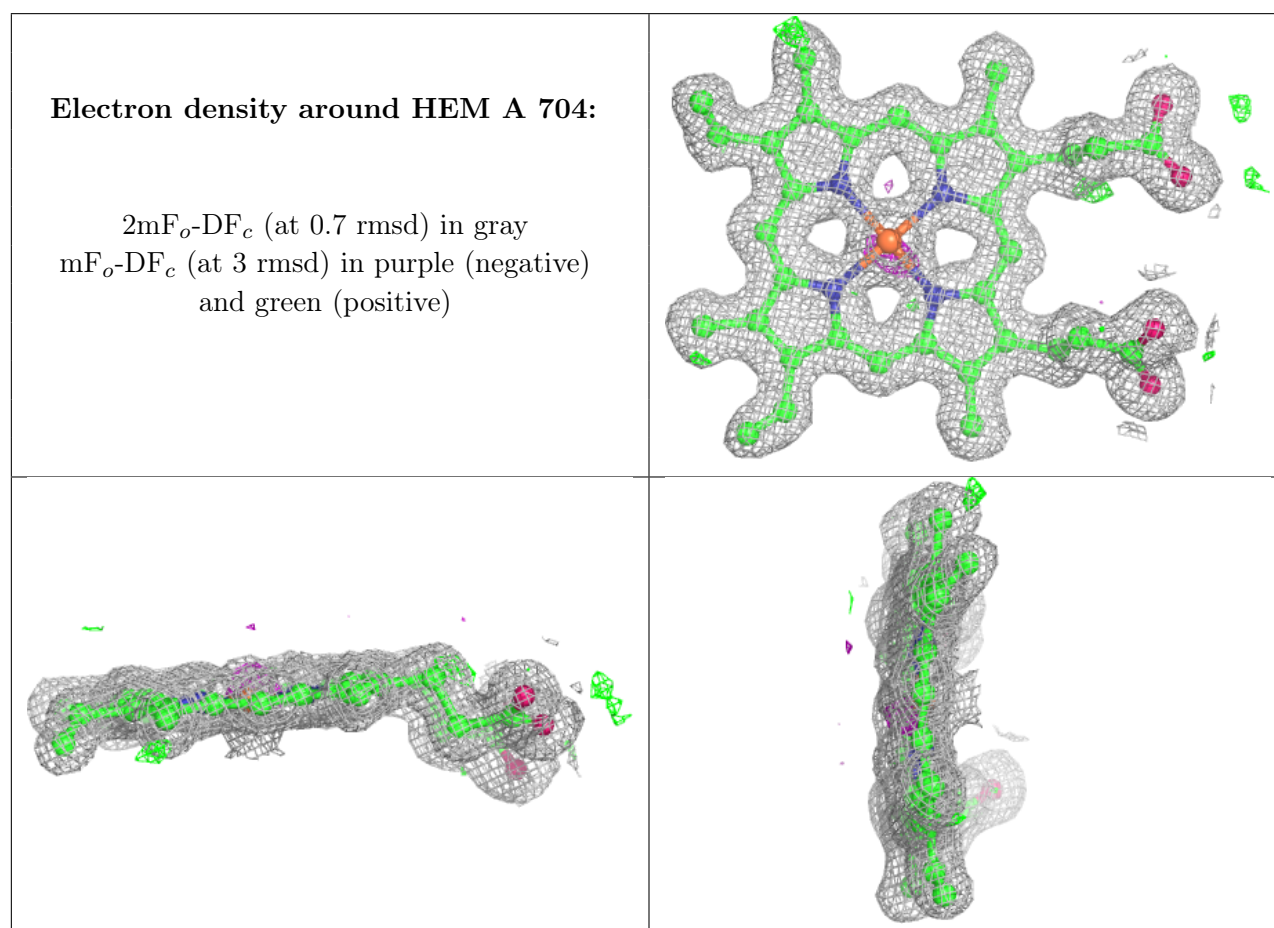 Electron density around HEM A 704:
2mFo-DFc (at 0.7 rmsd) in gray
mFo-DFc (at 3 rmsd) in purple (negative)
and green (positive)